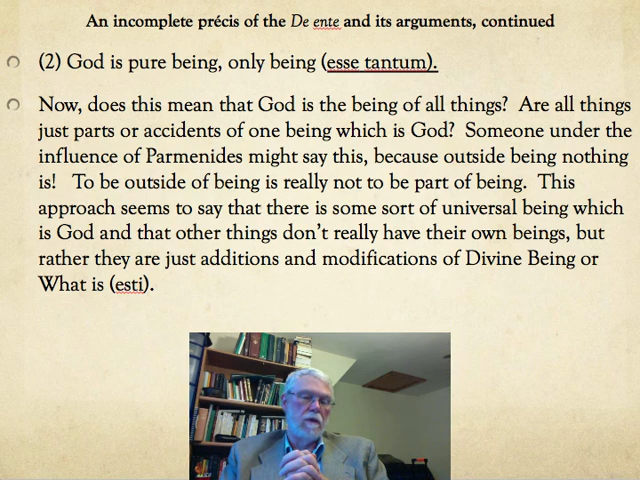 An incomplete précis of the De ente and its arguments, continued
(2) God is pure being, only being (esse tantum).
Now, does this mean that God is the being of all things? Are all things
just parts or accidents of one being which is God? Someone under the
influence of Parmenides might say this, because outside being nothing
is! To be outside of being is really not to be part of being. This
approach seems to say that there is some sort of universal being which
is God and that other things don't really have their own beings, but
rather they are just additions and modifications of Divine Being or
What is (esti).